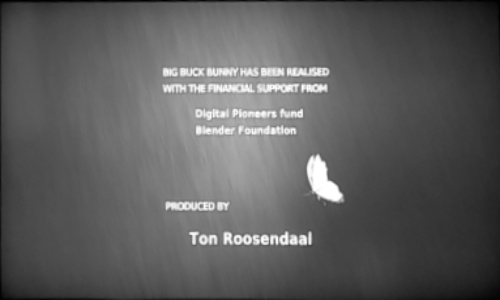 BIG BUCK BUNNY HAS BEEN REALISED
WITH THE FINANCIAL SUPPORT FROM
Digital Pioneers fund
Blender Foundation
PRODUCED BY
Ton Roosendaal